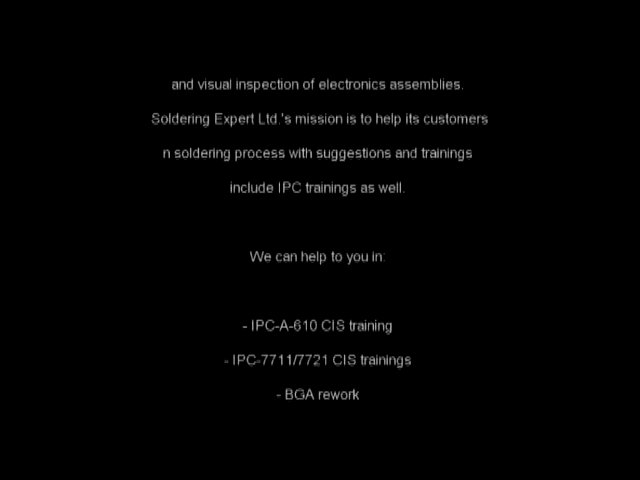 and visual inspection of electronics assemblies.
Soldering Expert Ltd.'s mission is to help its customers
n soldering process with suggestions and trainings
include IPC trainings as well.
We can help to you in:
- IPC-A-610 CIS training
- IPC-7711/7721 CIS trainings
- BGA rework